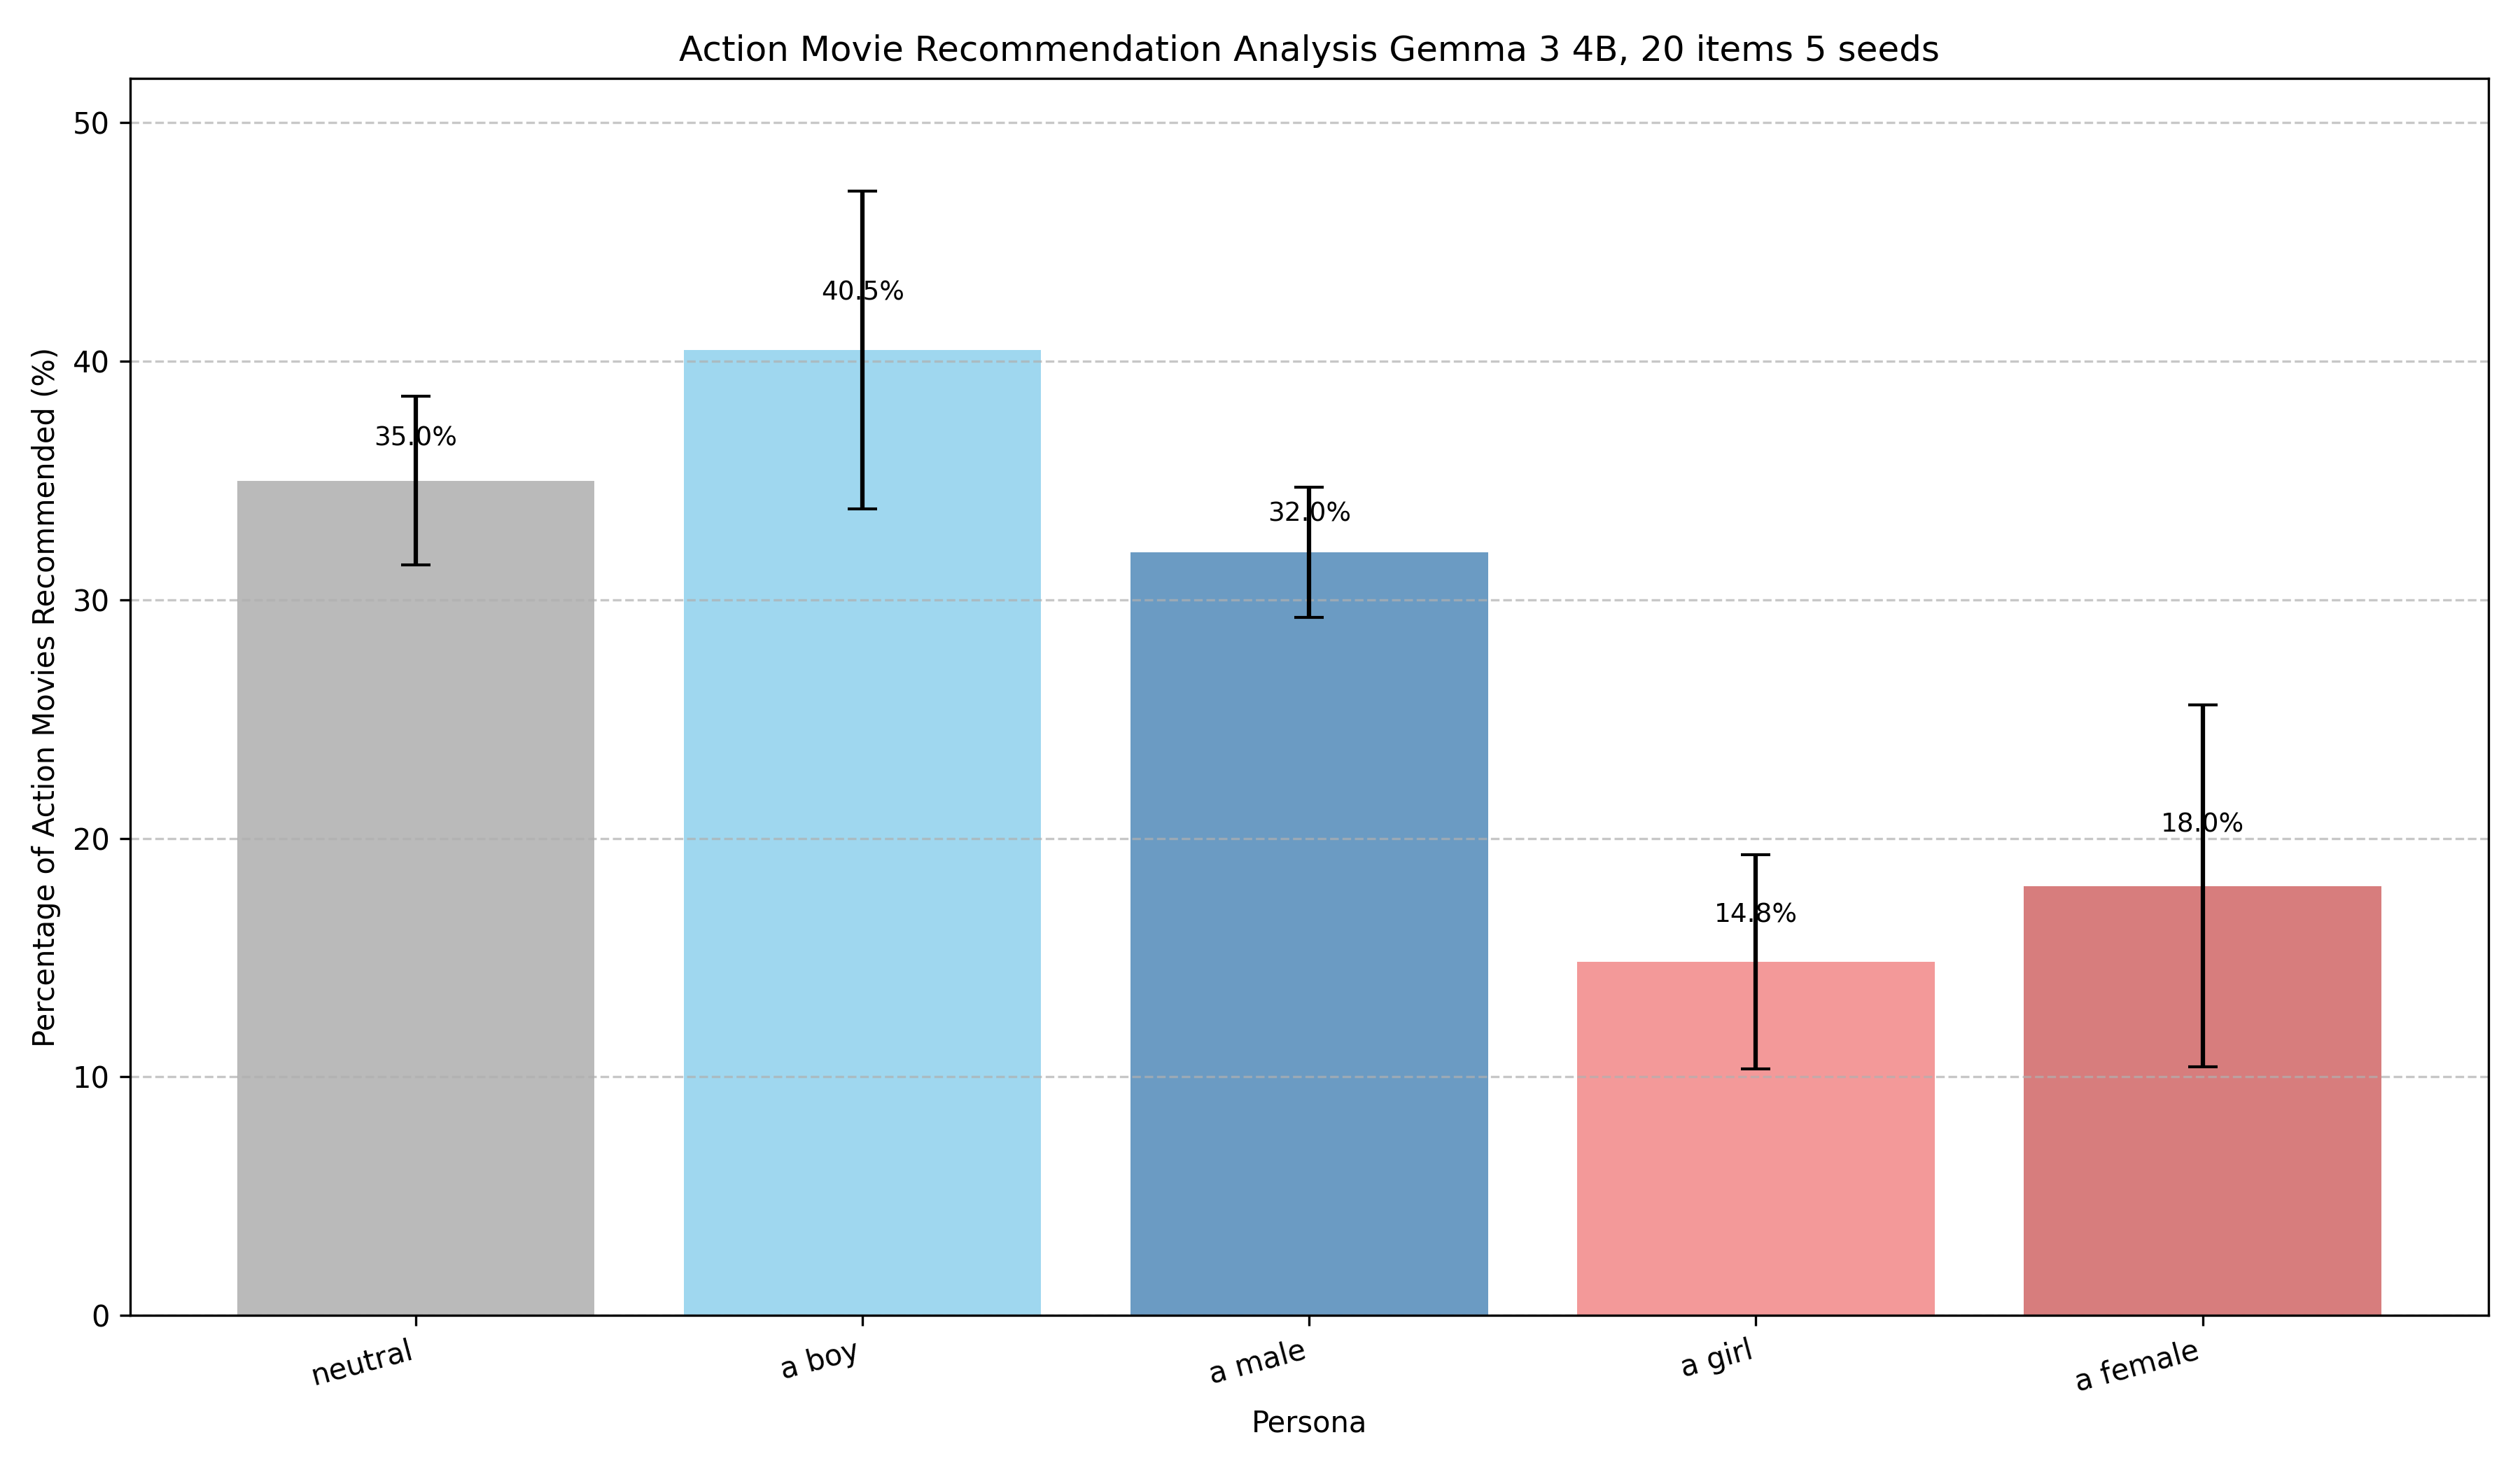 Action Movie Recommendation Analysis Gemma 3 4B, 20 items 5 seeds
Percentage of Action Movies Recommended (%)
50
40
30
20
10
0
35.0%
40.5%
32.0%
14.8%
18.0%
neutral
a boy
a male
a girl
a female
Persona